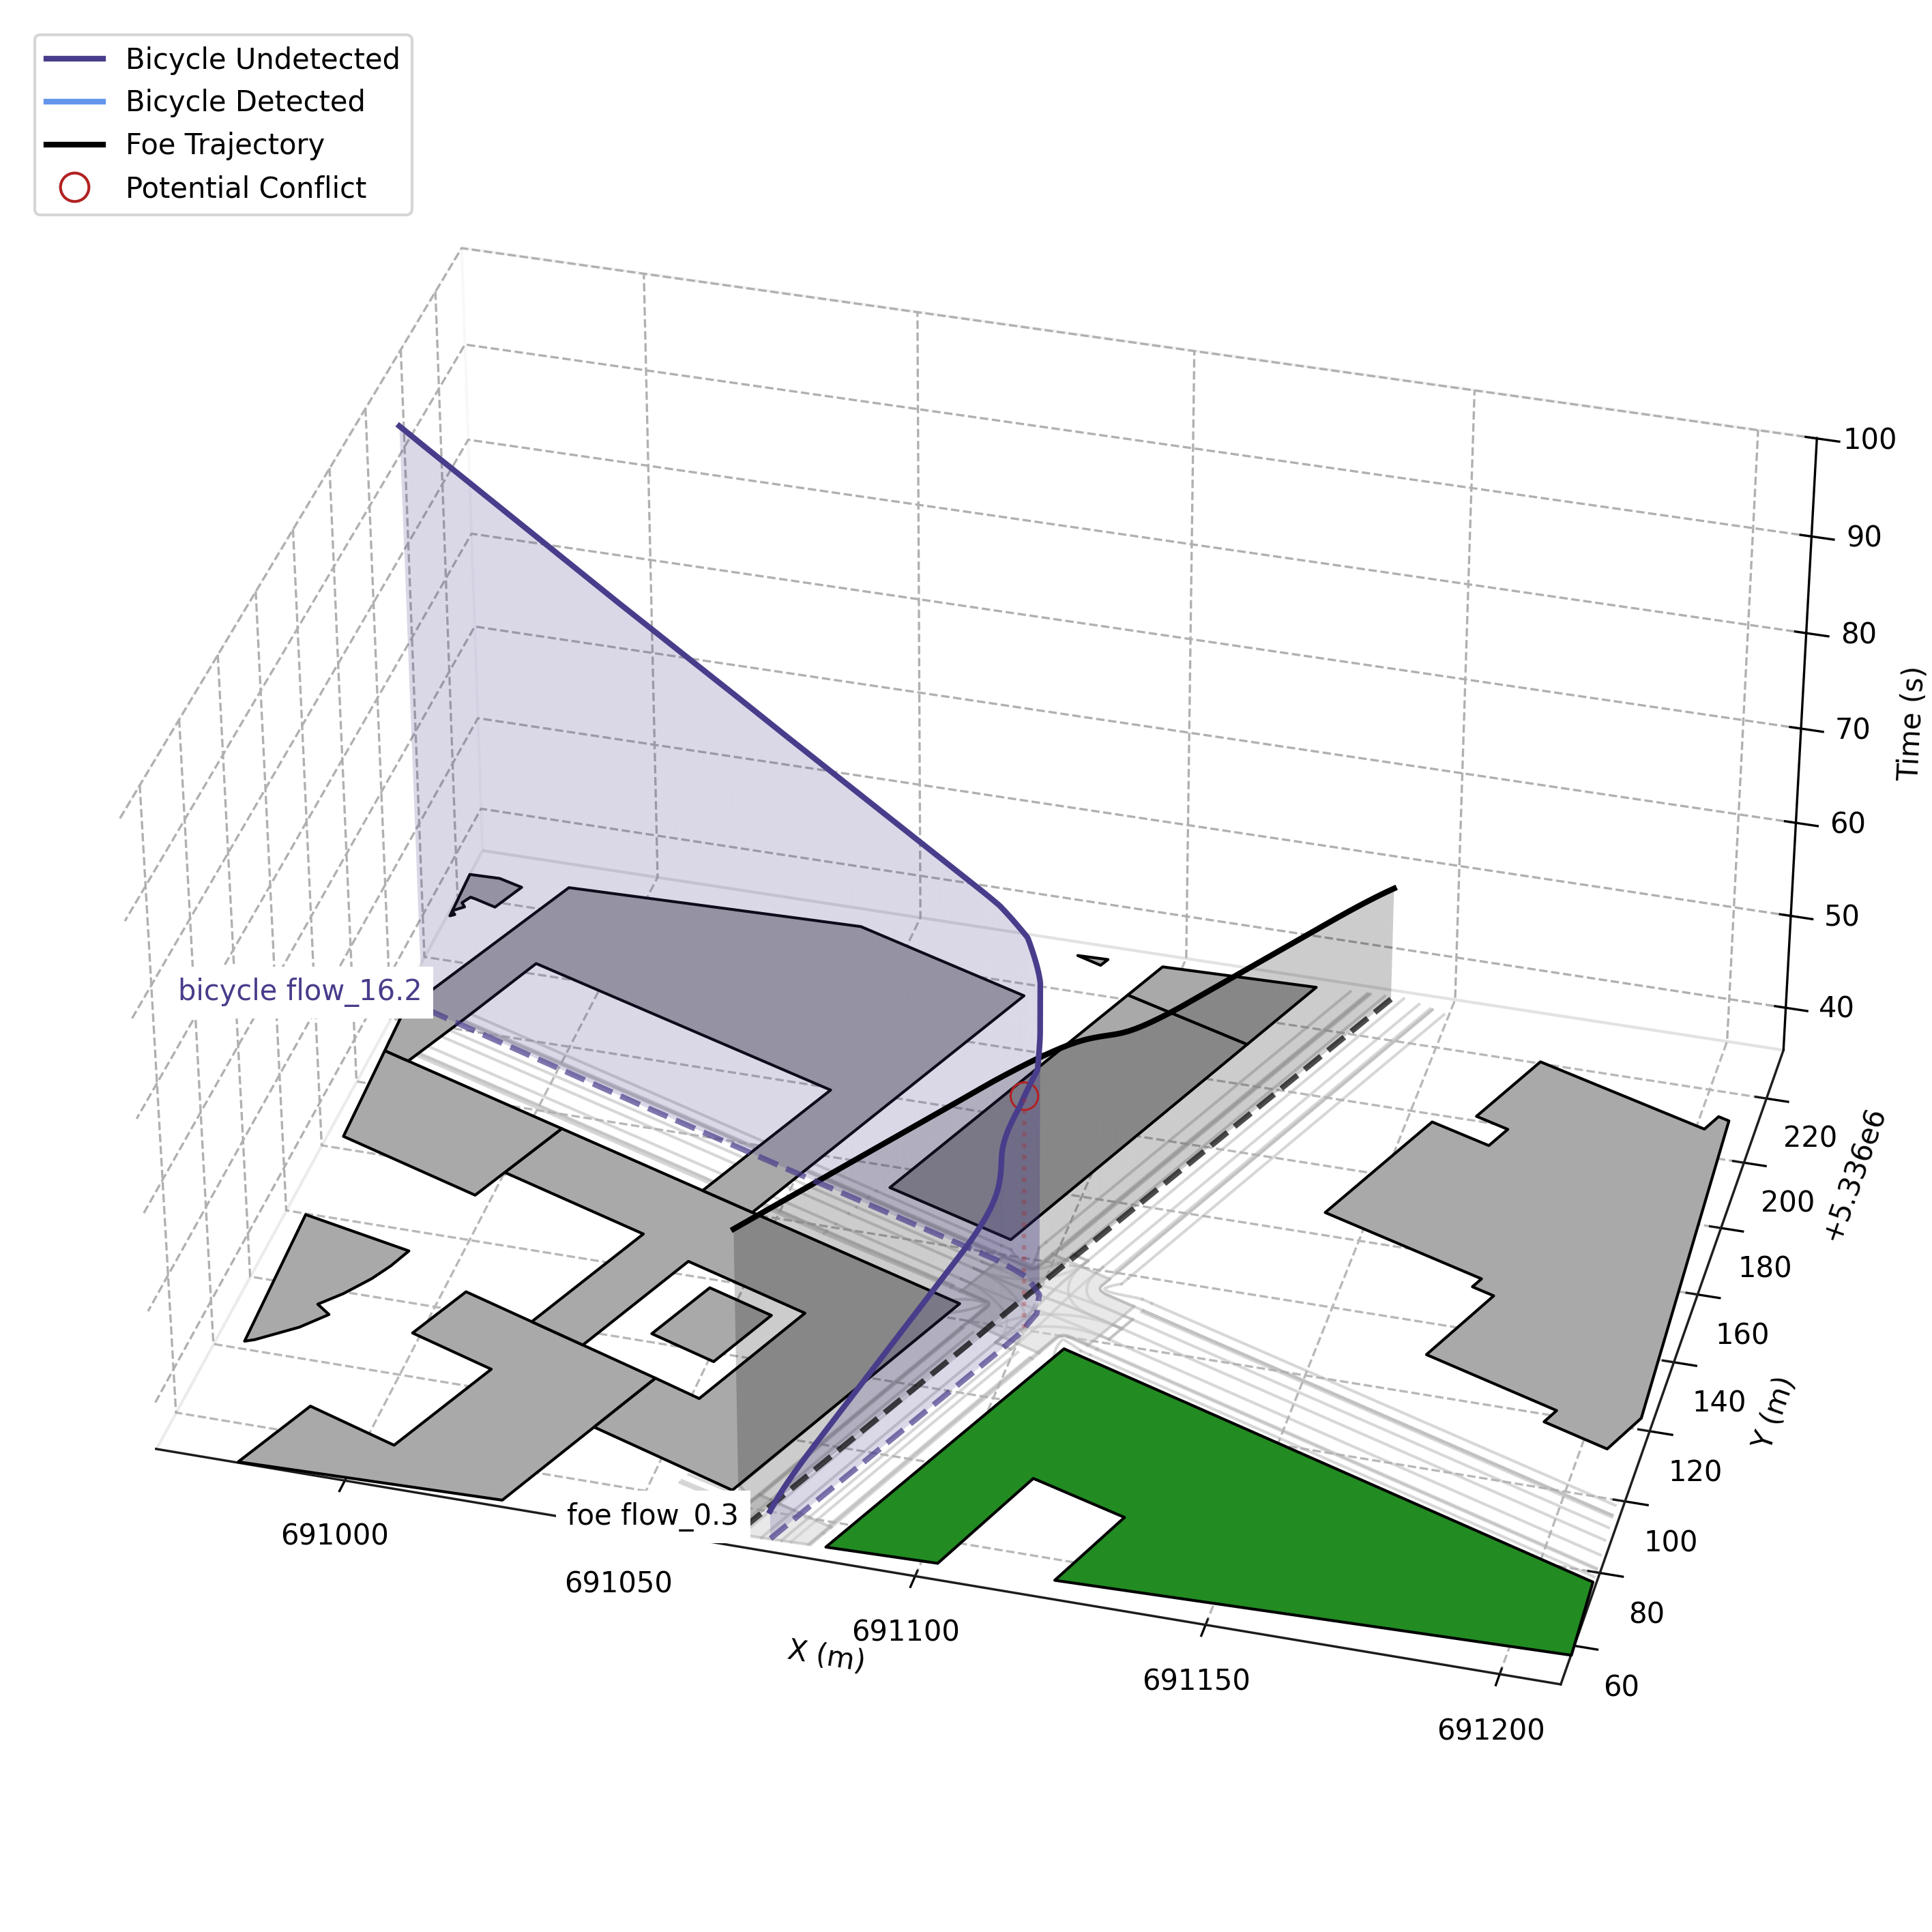 Bicycle Undetected
Bicycle Detected
Foe Trajectory
Potential Conflict
100
90
80
70
60
50
40
Time (s)
bicycle flow_16.2
foe flow_0.3
+5.336e6
220
200
180
160
140
120
100
80
60
Y (m)
691000
691050
691100
691150
691200
X (m)